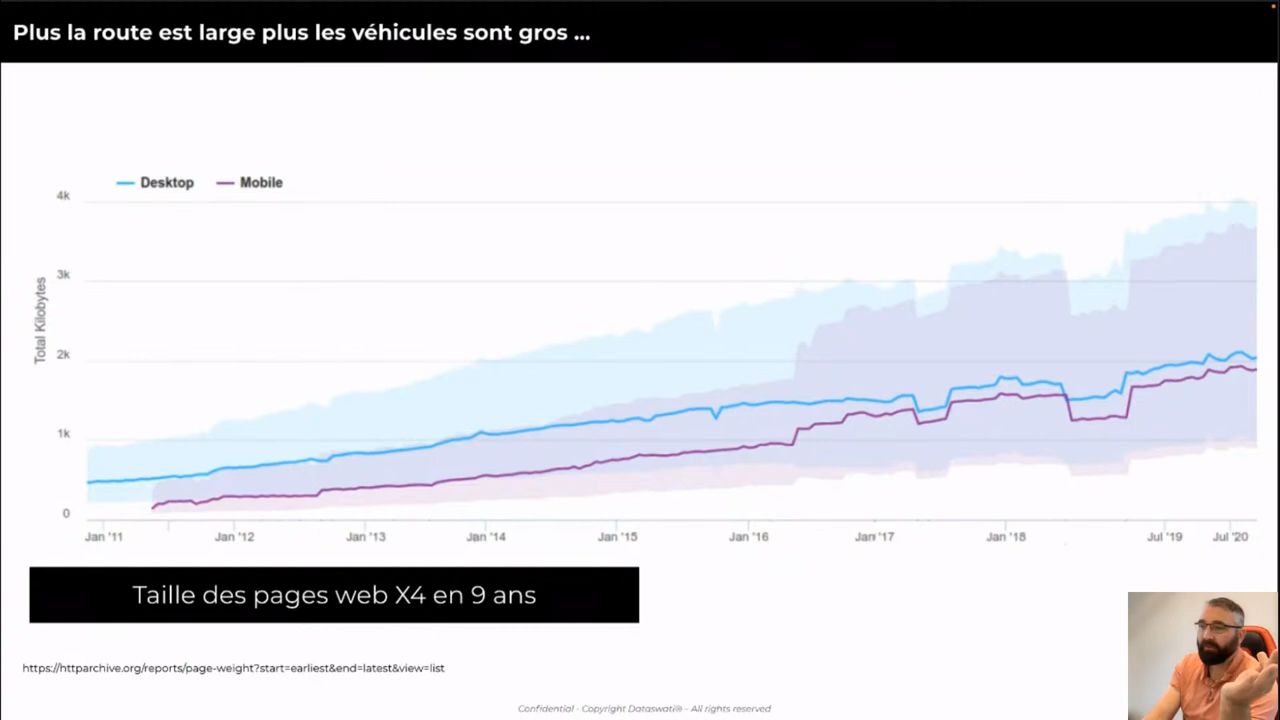 Plus la route est large plus les véhicules sont gros ...
Desktop Mobile
4k
3k
2k
1k
0
Total Kilobytes
Jan '11 Jan '12 Jan '13 Jan '14 Jan '15 Jan '16 Jan '17 Jan '18 Jul '19 Jul '20
Taille des pages web X4 en 9 ans
https://httparchive.org/reports/page-weight?start=earliest&end=latest&view=list
Confidential - Copyright Dataswati® - All rights reserved